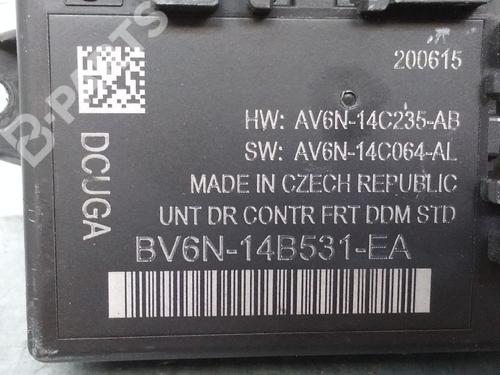 200615
HW: AV6N-14C235-AB
SW: AV6N-14C064-AL
MADE IN CZECH REPUBLIC
UNT DR CONTR FRT DDM STD
BV6N-14B531-EA
DCUGA
B-PARTS